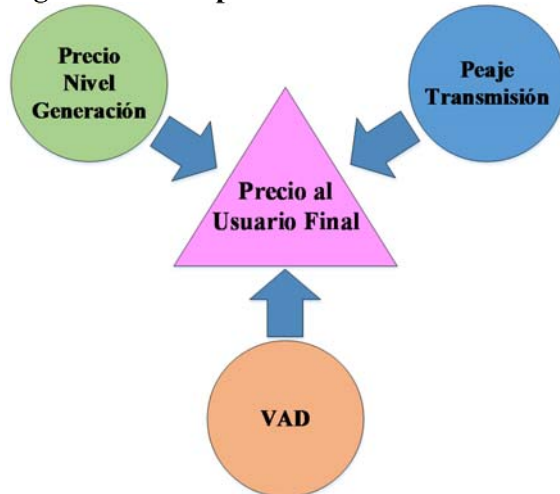 Precio
Nivel
Generación
Peaje
Transmisión
Precio al
Usuario Final
VAD